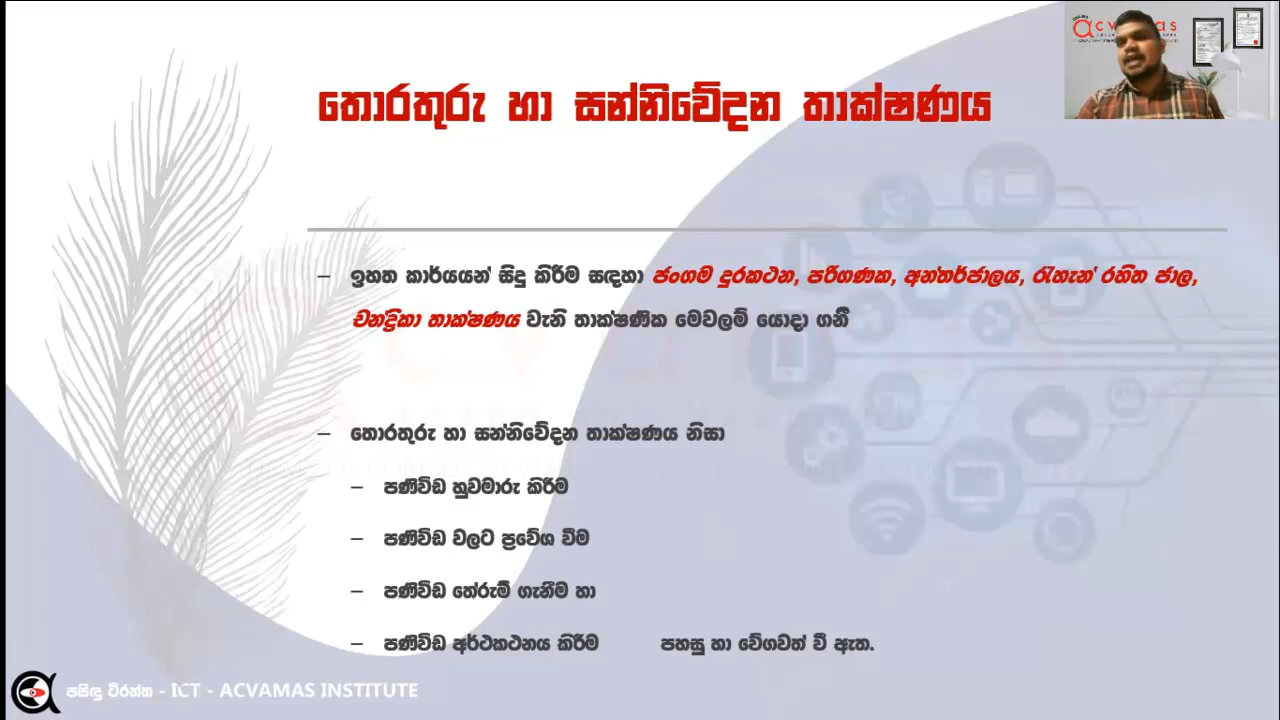 තොරතුරු හා සන්නිවේදන තාක්ෂණය
– ඉහත කාර්යයන් සිදු කිරීම සඳහා ජංගම දුරකථන, පරිගණක, අන්තර්ජාලය, රැහැන් රහිත ජාල,
චන්ද්‍රිකා තාක්ෂණය වැනි තාක්ෂණික මෙවලම් යොදා ගනී
– තොරතුරු හා සන්නිවේදන තාක්ෂණය නිසා
– පණිවිඩ හුවමාරු කිරීම
– පණිවිඩ වලට ප්‍රවේශ වීම
– පණිවිඩ තේරුම් ගැනීම හා
– පණිවිඩ අර්ථකථනය කිරීම පහසු හා වේගවත් වී ඇත.
පසිඳු ටිරන්ත - ICT - ACVAMAS INSTITUTE